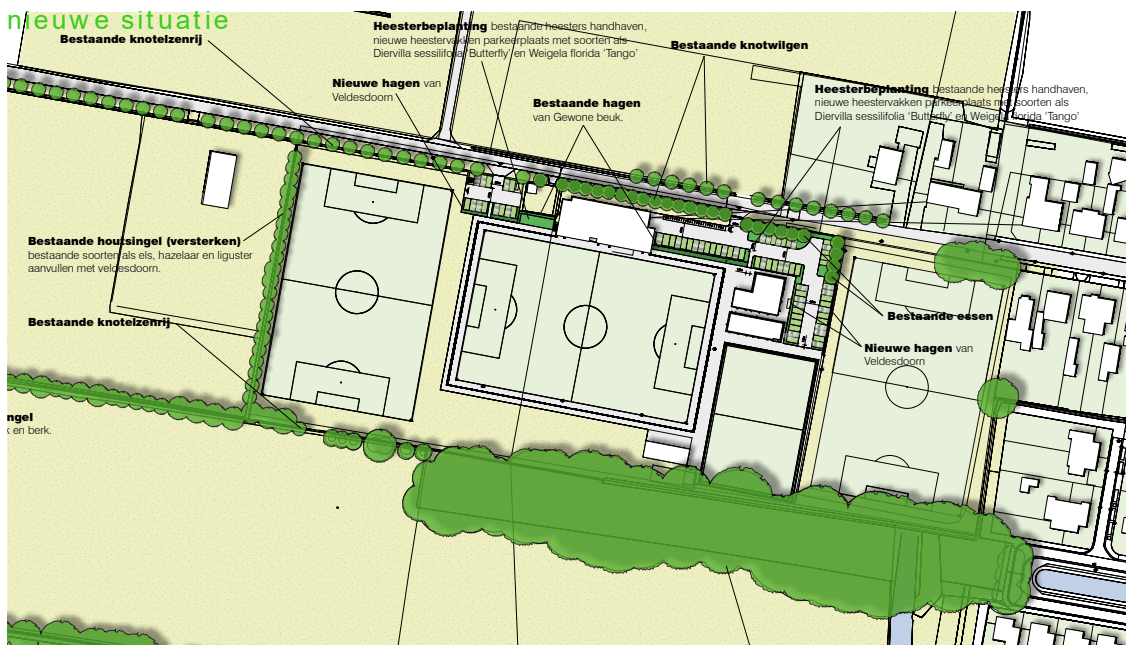 nieuwe situatie
Bestaande knotelzenrij
Heesterbeplanting bestaande heesters handhaven,
nieuwe heestervakken parkeerplaats met soorten als
Diervilla sessilifolia 'Butterfly' en Weigela florida 'Tango'
Bestaande knotwilgen
Nieuwe hagen van
Veldesdoorn
Bestaande hagen
van Gewone beuk.
Heesterbeplanting bestaande heesters handhaven,
nieuwe heestervakken parkeerplaats met soorten als
Diervilla sessilifolia 'Butterfly' en Weigela florida 'Tango'
Bestaande houtsingel (versterken)
bestaande soorten als els, hazelaar en liguster
aanvullen met veldesdoorn.
Bestaande knotelzenrij
Bestaande essen
Nieuwe hagen van
Veldesdoorn
ngel
k en berk.